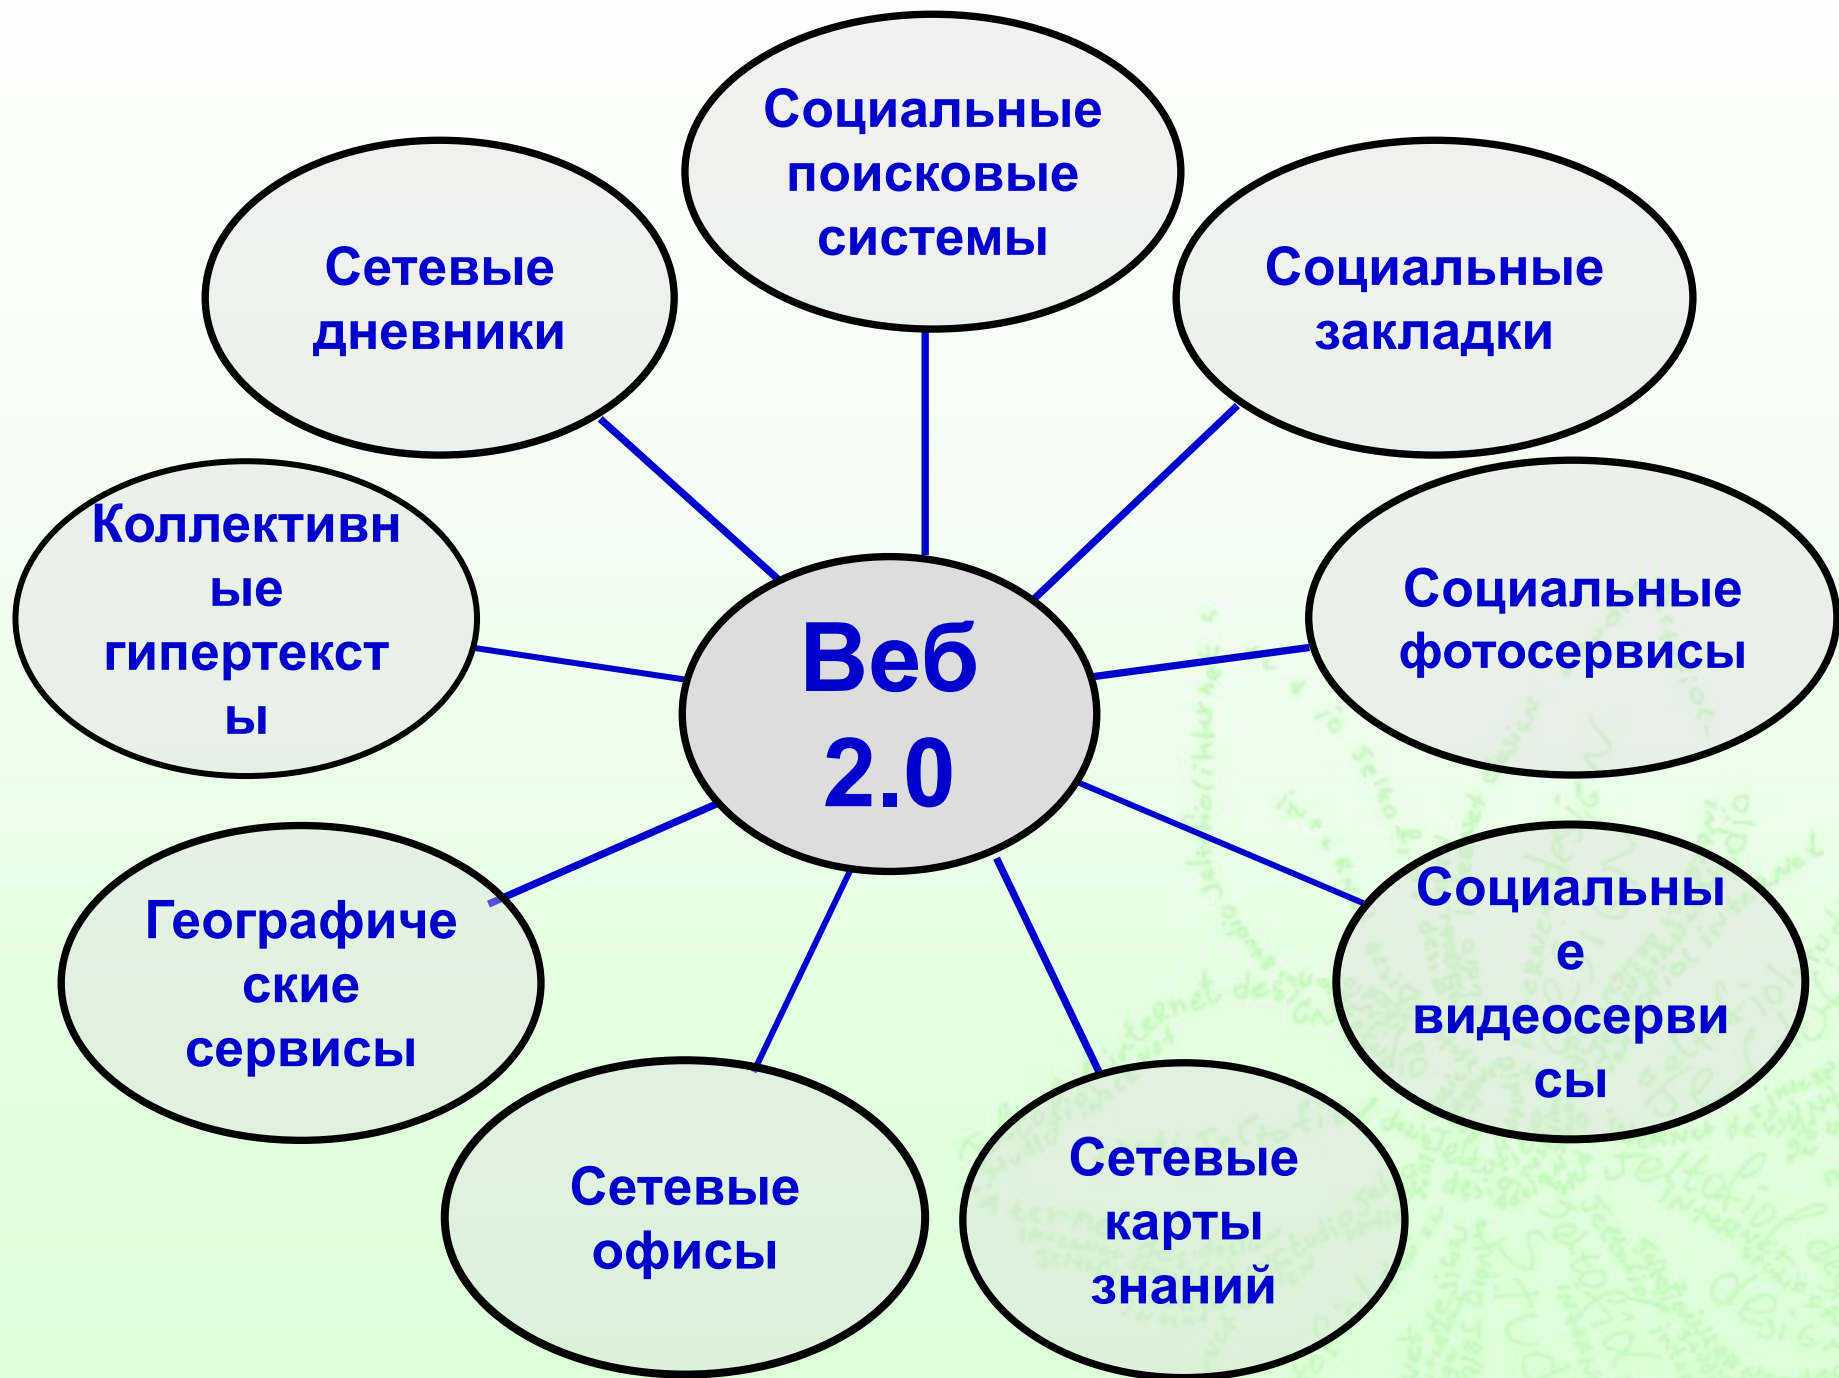 Социальные
поисковые
системы
Сетевые
дневники
Социальные
закладки
Коллективн
ые
гипертекст
ы
Веб
2.0
Социальные
фотосервисы
Географиче
ские
сервисы
Социальны
е
видеосерви
сы
Сетевые
офисы
Сетевые
карты
знаний